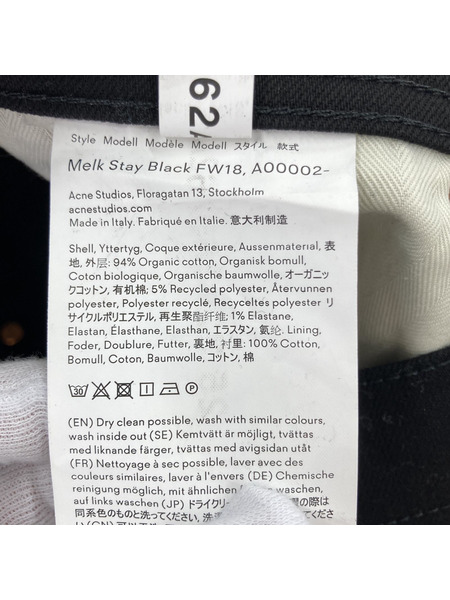 62A
Style Modell Modèle Modell スタイル 款式
Melk Stay Black FW18, A00002-
Acne Studios, Floragatan 13, Stockholm
acnestudios.com
Made in Italy. Fabriqué en Italie. 意大利制造
Shell, Yttertyg, Coque extérieure, Aussenmaterial, 表
地, 外层: 94% Organic cotton, Organisk bomull,
Coton biologique, Organische baumwolle, オーガニッ
クコットン, 有机棉; 5% Recycled polyester, Återvunnen
polyester, Polyester recyclé, Recyceltes polyester リ
サイクルポリエステル, 再生聚酯纤维; 1% Elastane,
Elastan, Élasthane, Elasthan, エラスタン, 氨纶. Lining,
Foder, Doublure, Futter, 裏地, 衬里: 100% Cotton,
Bomull, Coton, Baumwolle, コットン, 棉
30 P
(EN) Dry clean possible, wash with similar colours,
wash inside out (SE) Kemtvätt är möjligt, tvättas
med liknande färger, tvättas med avigsidan utåt
(FR) Nettoyage à sec possible, laver avec des
couleurs similaires, laver à l'envers (DE) Chemische
reinigung möglich, mit ähnlichen
auf links waschen (JP) ドライクリー
同系色のものと洗ってください, 洗